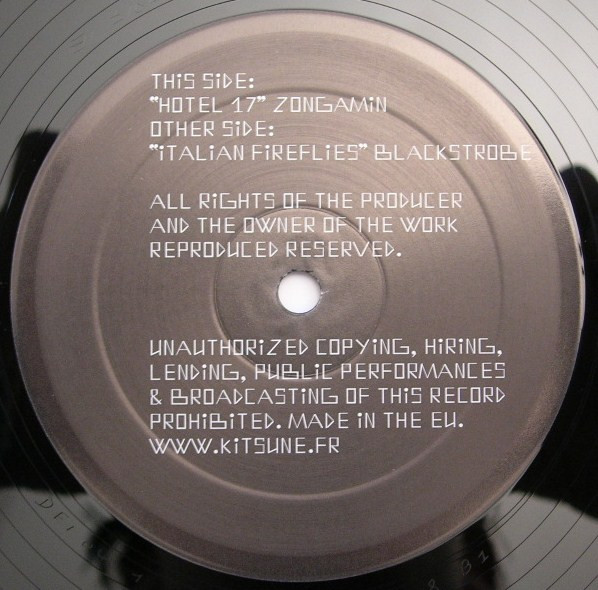 THiS SiDE:
"HOTEL 17" ZONGAMiN
OTHER SiDE:
"iTALiAN FiREFLiES" BLACKSTROBE
ALL RiGHTS OF THE PRODUCER
AND THE OWNER OF THE WORK
REPRODUCED RESERVED.
UNAUTHORiZED COPYiNG, HiRiNG,
LENDiNG, PUBLiC PERFORMANCES
& BROADCASTiNG OF THiS RECORD
PROHiBiTED. MADE iN THE EU.
WWW.KiTSUNE.FR
B1